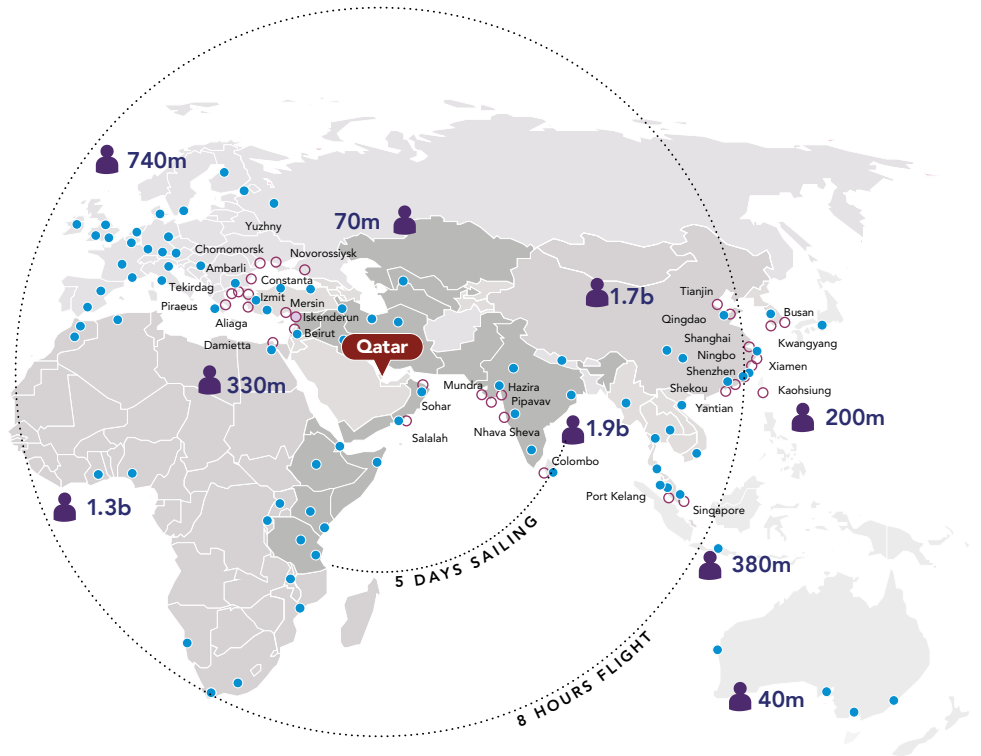 740m
70m
Yuzhny
Chornomorsk
Novorossiysk
Ambarli
Constanta
Tekirdag
Izmit
Mersin
Piraeus
Iskenderun
Aliaga
Beirut
Damietta
Qatar
330m
1.7b
Tianjin
Qingdao
Busan
Kwangyang
Shanghai
Ningbo
Shenzhen
Xiamen
Shekou
Kaohsiung
Yantian
200m
Mundra
Hazira
Pipavav
Nhava Sheva
Sohar
Salalah
1.9b
Colombo
Port Kelang
Singapore
1.3b
5 DAYS SAILING
380m
8 HOURS FLIGHT
40m